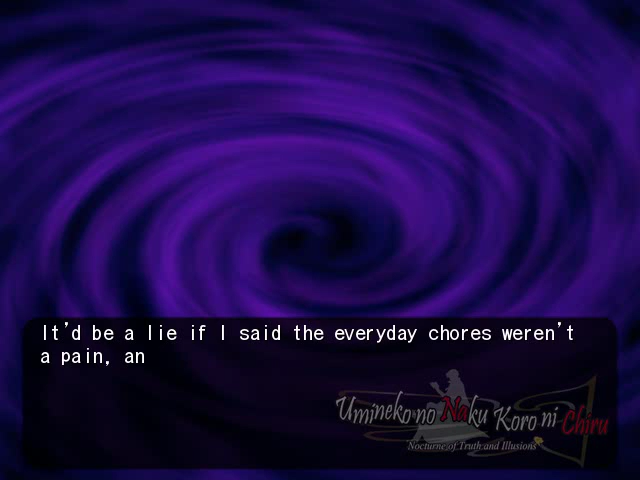 It'd be a lie if I said the everyday chores weren't
a pain, an
Umineko no Naku Koro ni Chiru
Nocturne of Truth and Illusions